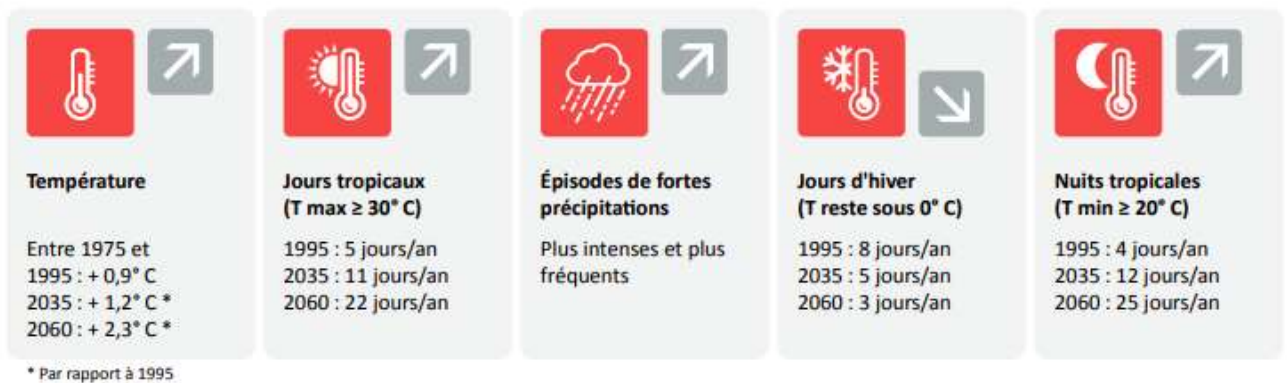 Température
Entre 1975 et
1995 : + 0,9° C
2035 : + 1,2° C *
2060 : + 2,3° C *
Jours tropicaux
(T max ≥ 30° C)
1995 : 5 jours/an
2035 : 11 jours/an
2060 : 22 jours/an
Épisodes de fortes
précipitations
Plus intenses et plus
fréquents
Jours d'hiver
(T reste sous 0° C)
1995 : 8 jours/an
2035 : 5 jours/an
2060 : 3 jours/an
Nuits tropicales
(T min ≥ 20° C)
1995 : 4 jours/an
2035 : 12 jours/an
2060 : 25 jours/an
* Par rapport à 1995